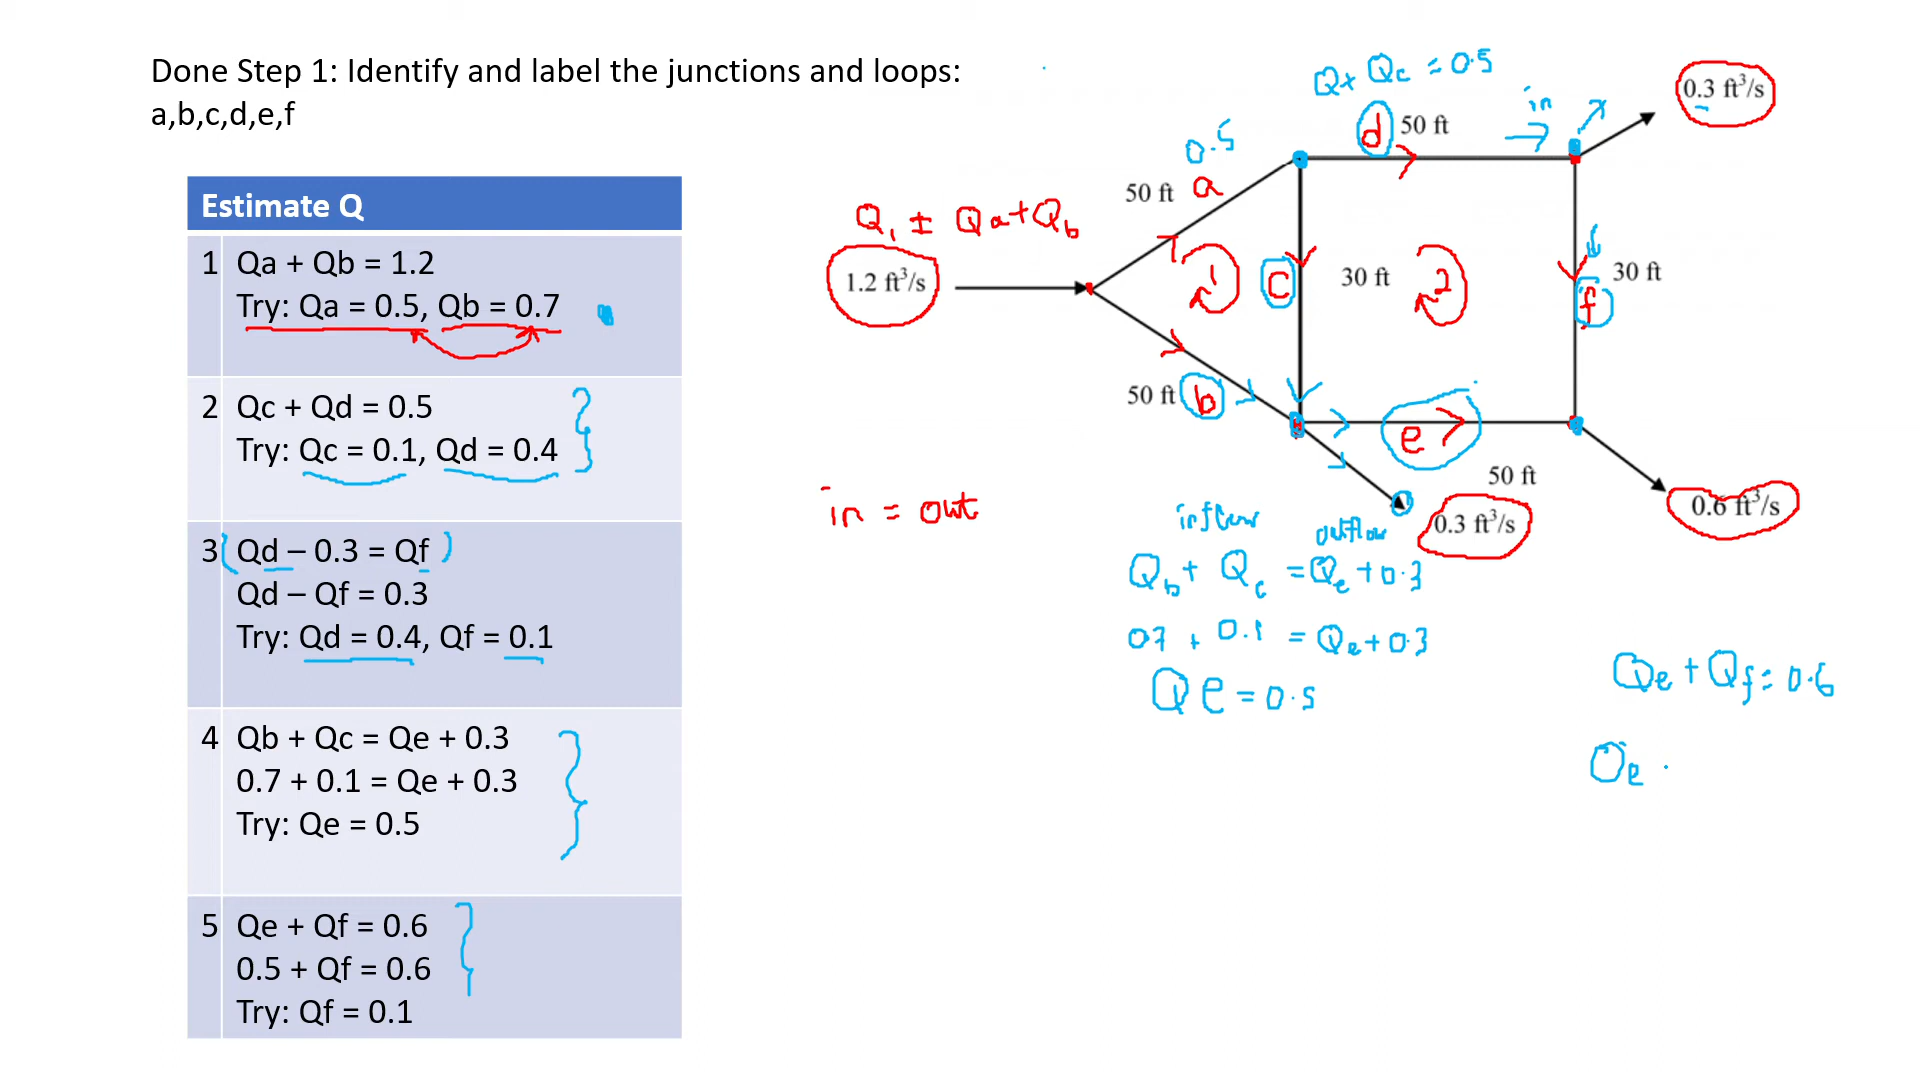 Done Step 1: Identify and label the junctions and loops:
a,b,c,d,e,f
Estimate Q
1 Qa + Qb = 1.2
Try: Qa = 0.5, Qb = 0.7
2 Qc + Qd = 0.5
Try: Qc = 0.1, Qd = 0.4
3 (Qd – 0.3 = Qf)
Qd – Qf = 0.3
Try: Qd = 0.4, Qf = 0.1
4 Qb + Qc = Qe + 0.3
0.7 + 0.1 = Qe + 0.3
Try: Qe = 0.5
5 Qe + Qf = 0.6
0.5 + Qf = 0.6
Try: Qf = 0.1
Qc = 0.5
in
0.3 ft³/s
d 50 ft
0.5
50 ft a
Q₁ ± Qa+Qb
1.2 ft³/s
1
c 30 ft
2
30 ft
f
50 ft b
e
50 ft
0.3 ft³/s
0.6 ft³/s
in = out
inflow outflow
Qb + Qc = Qe + 0.3
0.7 + 0.1 = Qe + 0.3
Qe = 0.5
Qe + Qf = 0.6
Qe